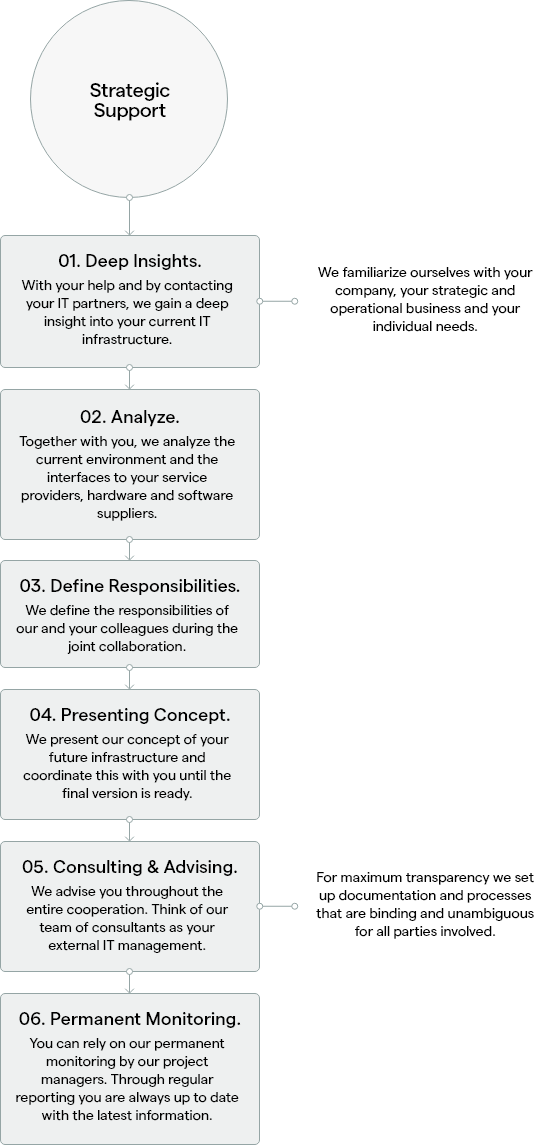 Strategic
Support
01. Deep Insights.
With your help and by contacting
your IT partners, we gain a deep
insight into your current IT
infrastructure.
We familiarize ourselves with your
company, your strategic and
operational business and your
individual needs.
02. Analyze.
Together with you, we analyze the
current environment and the
interfaces to your service
providers, hardware and software
suppliers.
03. Define Responsibilities.
We define the responsibilities of
our and your colleagues during the
joint collaboration.
04. Presenting Concept.
We present our concept of your
future infrastructure and
coordinate this with you until the
final version is ready.
05. Consulting & Advising.
We advise you throughout the
entire cooperation. Think of our
team of consultants as your
external IT management.
For maximum transparency we set
up documentation and processes
that are binding and unambiguous
for all parties involved.
06. Permanent Monitoring.
You can rely on our permanent
monitoring by our project
managers. Through regular
reporting you are always up to date
with the latest information.